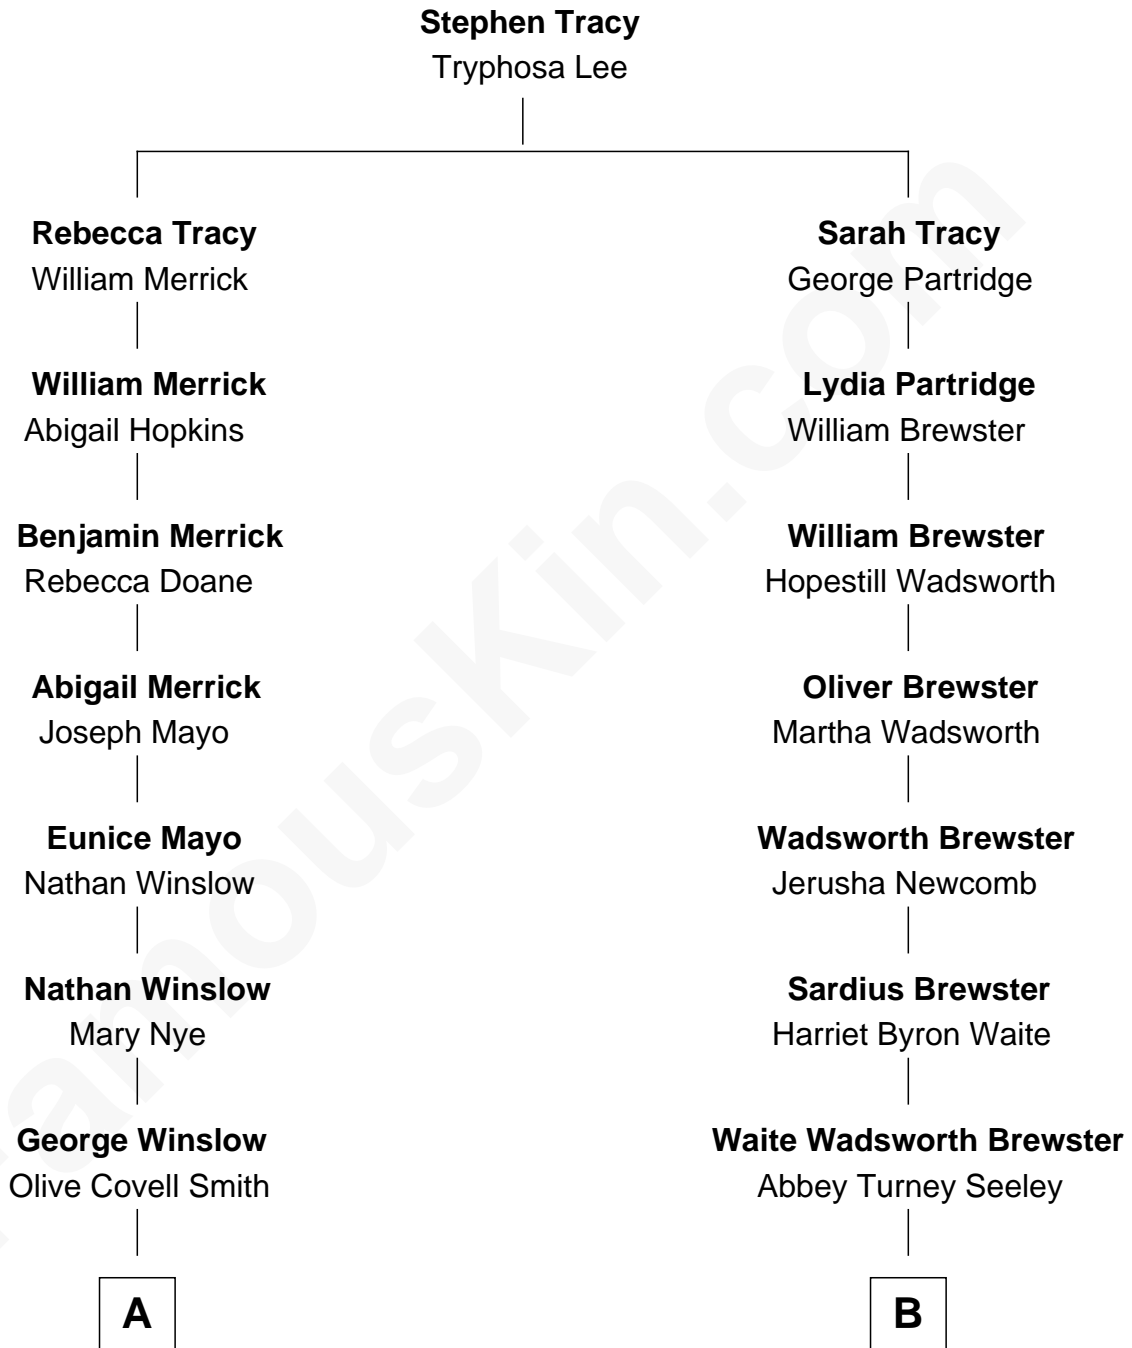 Stephen Tracy
Tryphosa Lee
Rebecca Tracy
William Merrick
Sarah Tracy
George Partridge
William Merrick
Abigail Hopkins
Lydia Partridge
William Brewster
Benjamin Merrick
Rebecca Doane
William Brewster
Hopestill Wadsworth
Abigail Merrick
Joseph Mayo
Oliver Brewster
Martha Wadsworth
Eunice Mayo
Nathan Winslow
Wadsworth Brewster
Jerusha Newcomb
Nathan Winslow
Mary Nye
Sardius Brewster
Harriet Byron Waite
George Winslow
Olive Covell Smith
Waite Wadsworth Brewster
Abbey Turney Seeley
A
B
FamousKin.com